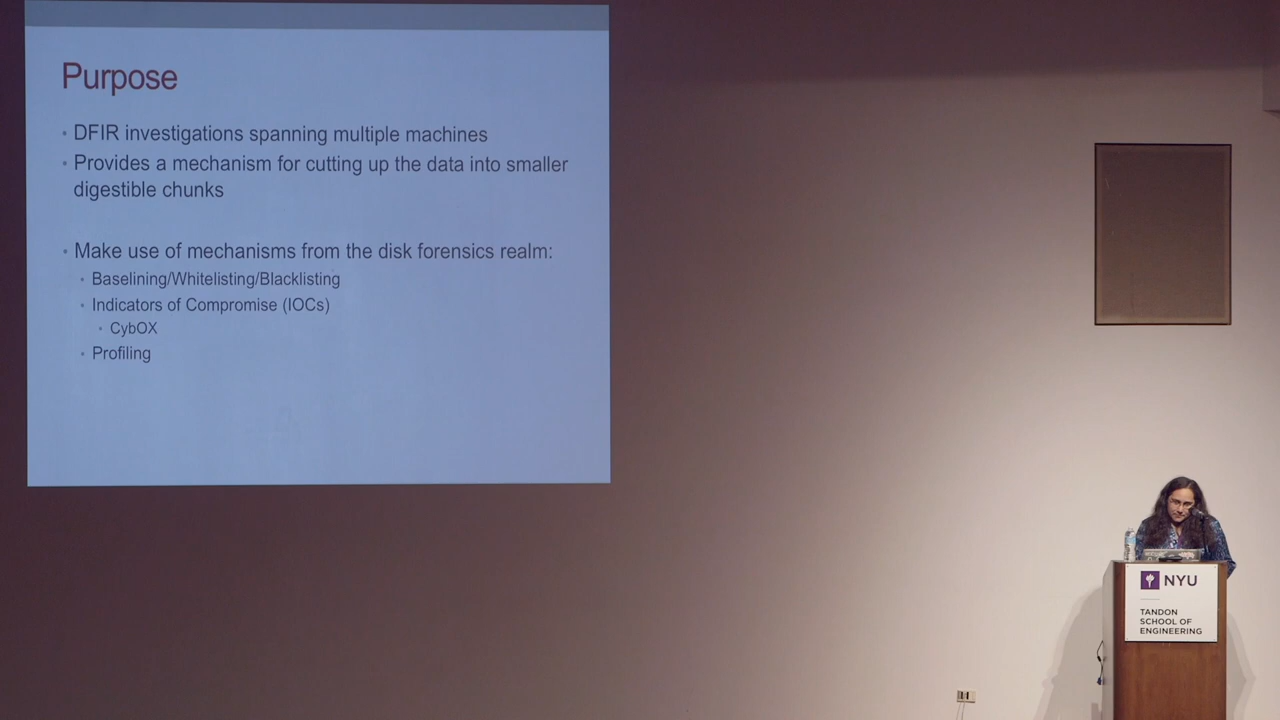 Purpose
• DFIR investigations spanning multiple machines
• Provides a mechanism for cutting up the data into smaller
digestible chunks
• Make use of mechanisms from the disk forensics realm:
• Baselining/Whitelisting/Blacklisting
• Indicators of Compromise (IOCs)
• CybOX
• Profiling
NYU
TANDON
SCHOOL OF
ENGINEERING